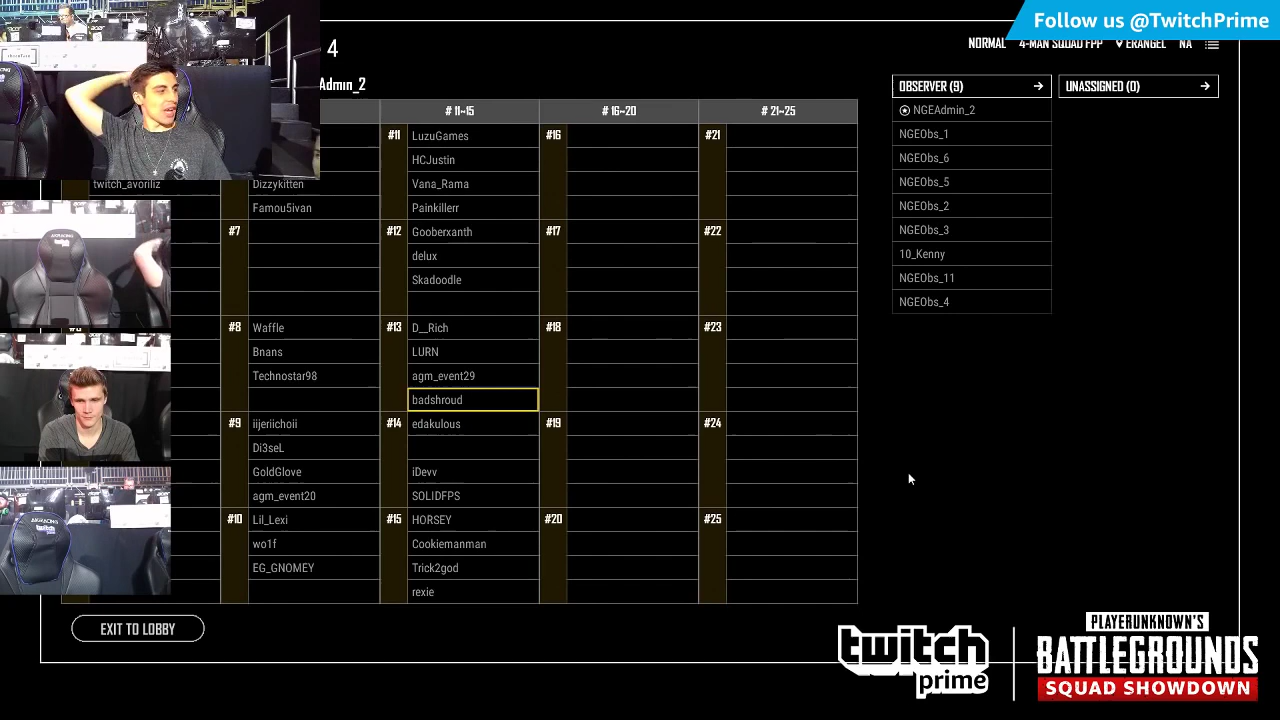 Follow us @TwitchPrime
4
NORMAL 4-MAN SQUAD FPP ERANGEL NA
Admin_2
OBSERVER (9)
UNASSIGNED (0)
# 11~15
# 16~20
# 21~25
twitch_avoriliz
Dizzykitten
Famou5ivan
#7
#8
Waffle
Bnans
Technostar98
#9
iijeriichoii
Di3seL
GoldGlove
agm_event20
#10
Lil_Lexi
wo1f
EG_GNOMEY
#11
LuzuGames
HCJustin
Vana_Rama
Painkillerr
#12
Gooberxanth
delux
Skadoodle
#13
D__Rich
LURN
agm_event29
badshroud
#14
edakulous
iDevv
SOLIDFPS
#15
HORSEY
Cookiemanman
Trick2god
rexie
#16
#17
#18
#19
#20
#21
#22
#23
#24
#25
NGEAdmin_2
NGEObs_1
NGEObs_6
NGEObs_5
NGEObs_2
NGEObs_3
10_Kenny
NGEObs_11
NGEObs_4
EXIT TO LOBBY
twitch
prime
PLAYERUNKNOWN'S
BATTLEGROUNDS
SQUAD SHOWDOWN